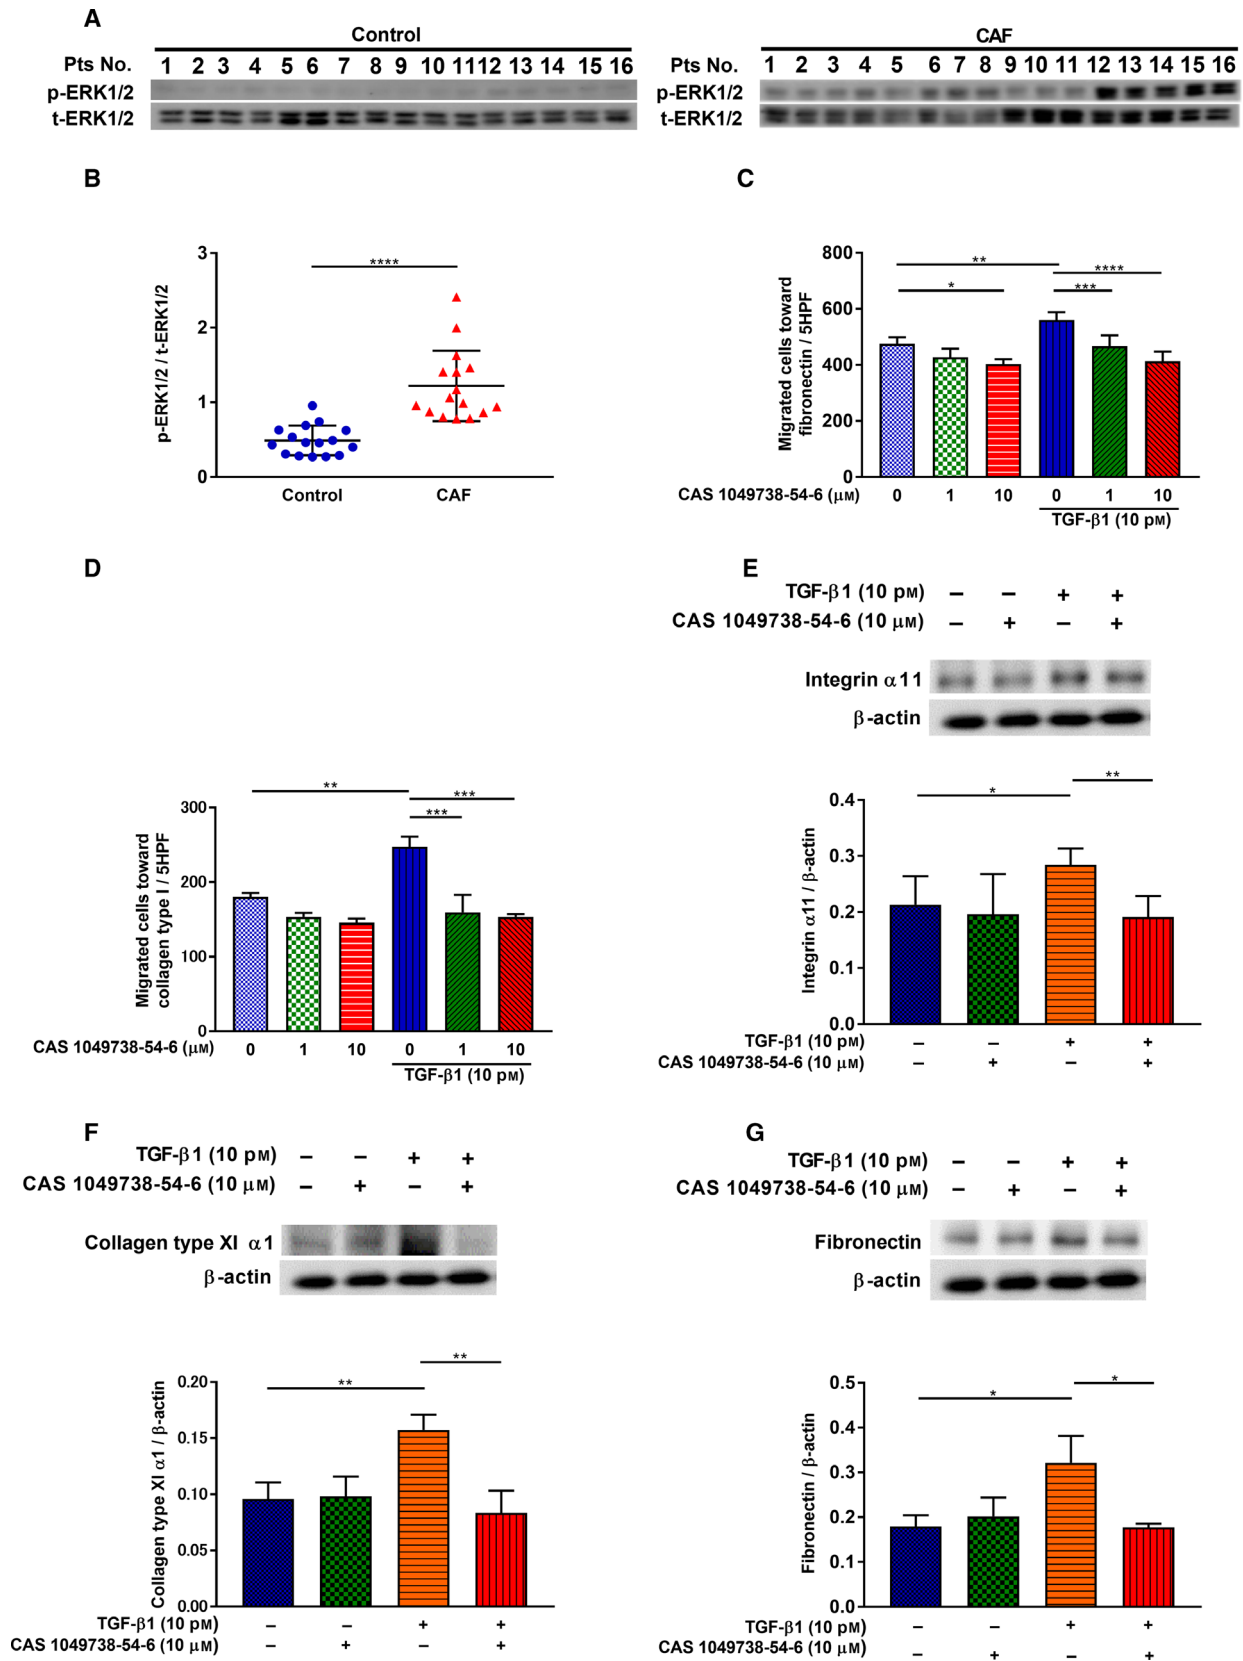 A
Control
CAF
Pts No. 1 2 3 4 5 6 7 8 9 10 11 12 13 14 15 16
Pts No. 1 2 3 4 5 6 7 8 9 10 11 12 13 14 15 16
p-ERK1/2
p-ERK1/2
t-ERK1/2
t-ERK1/2
B
p-ERK1/2 / t-ERK1/2
3
2
1
0
****
Control CAF
C
Migrated cells toward
fibronectin / 5HPF
800
600
400
200
0
** ****
* ***
CAS 1049738-54-6 (μM) 0 1 10 0 1 10
TGF-β1 (10 pM)
D
Migrated cells toward
collagen type I / 5HPF
300
200
100
0
** ***
***
CAS 1049738-54-6 (μM) 0 1 10 0 1 10
TGF-β1 (10 pM)
E
TGF-β1 (10 pM) – – + +
CAS 1049738-54-6 (10 μM) – + – +
Integrin α11
β-actin
Integrin α11 / β-actin
0.4
0.3
0.2
0.1
0.0
* **
TGF-β1 (10 pM) – – + +
CAS 1049738-54-6 (10 μM) – + – +
F
TGF-β1 (10 pM) – – + +
CAS 1049738-54-6 (10 μM) – + – +
Collagen type XI α1
β-actin
Collagen type XI α1 / β-actin
0.20
0.15
0.10
0.05
0.00
** **
TGF-β1 (10 pM) – – + +
CAS 1049738-54-6 (10 μM) – + – +
G
TGF-β1 (10 pM) – – + +
CAS 1049738-54-6 (10 μM) – + – +
Fibronectin
β-actin
Fibronectin / β-actin
0.5
0.4
0.3
0.2
0.1
0.0
* *
TGF-β1 (10 pM) – – + +
CAS 1049738-54-6 (10 μM) – + – +